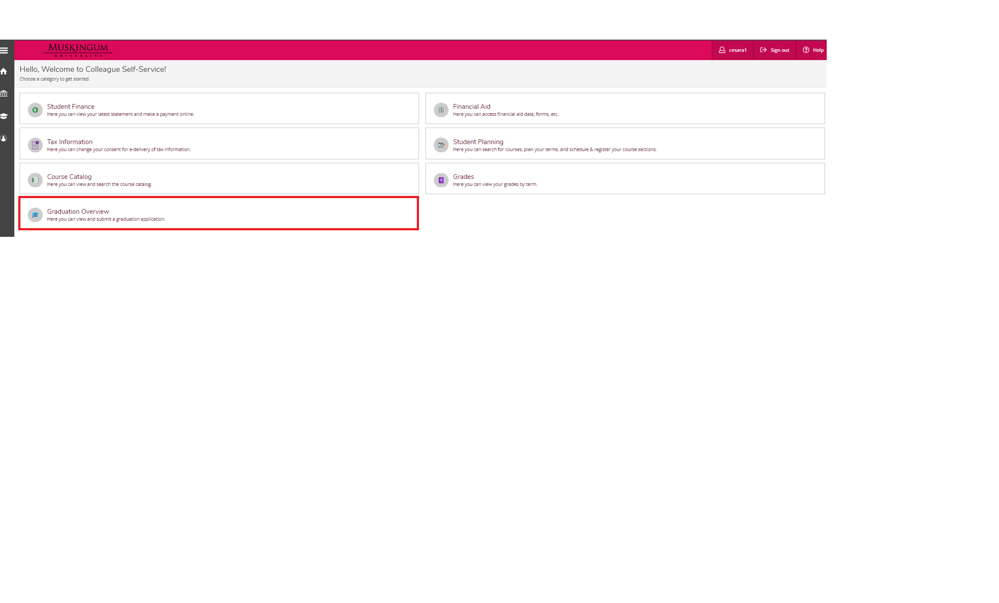 MUSKINGUM
UNIVERSITY
cesara1
Sign out
Help
Hello, Welcome to Colleague Self-Service!
Choose a category to get started.
Student Finance
Here you can view your latest statement and make a payment online.
Financial Aid
Here you can access financial aid data, forms, etc.
Tax Information
Here you can change your consent for e-delivery of tax information.
Student Planning
Here you can search for courses, plan your terms, and schedule & register your course sections.
Course Catalog
Here you can view and search the course catalog.
Grades
Here you can view your grades by term.
Graduation Overview
Here you can view and submit a graduation application.